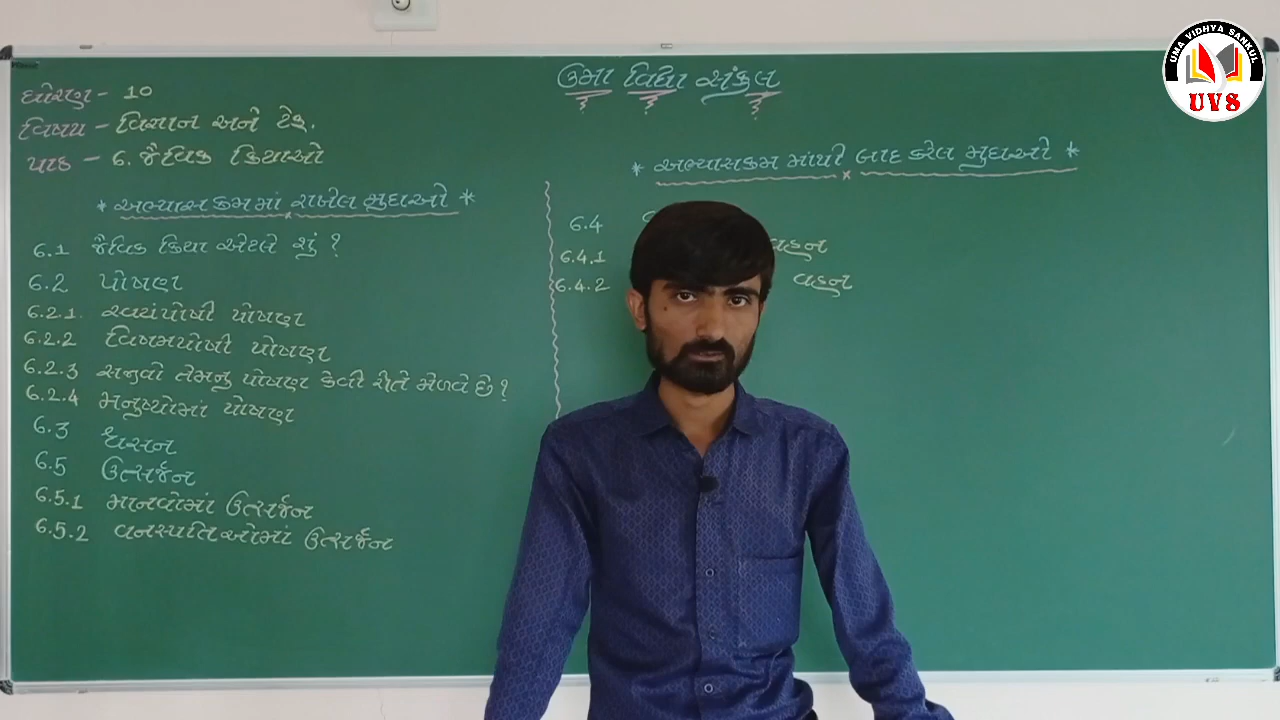 ઉમા વિદ્યા સંકુલ
ધોરણ - 10
વિષય - વિજ્ઞાન અને ટેક.
પાઠ - 6. જૈવિક ક્રિયાઓ
* અભ્યાસક્રમમાં રાખેલ મુદ્દાઓ *
6.1 જૈવિક ક્રિયા એટલે શું ?
6.2 પોષણ
6.2.1 સ્વયંપોષી પોષણ
6.2.2 વિષમપોષી પોષણ
6.2.3 સજીવો તેમનુ પોષણ કેવી રીતે મેળવે છે ?
6.2.4 મનુષ્યોમાં પોષણ
6.3 શ્વસન
6.5 ઉત્સર્જન
6.5.1 માનવોમાં ઉત્સર્જન
6.5.2 વનસ્પતિઓમાં ઉત્સર્જન
* અભ્યાસક્રમ માંથી બાદ કરેલ મુદ્દાઓ *
6.4
6.4.1 વહન
6.4.2 વહન
UMA VIDHYA SANKUL
UVS